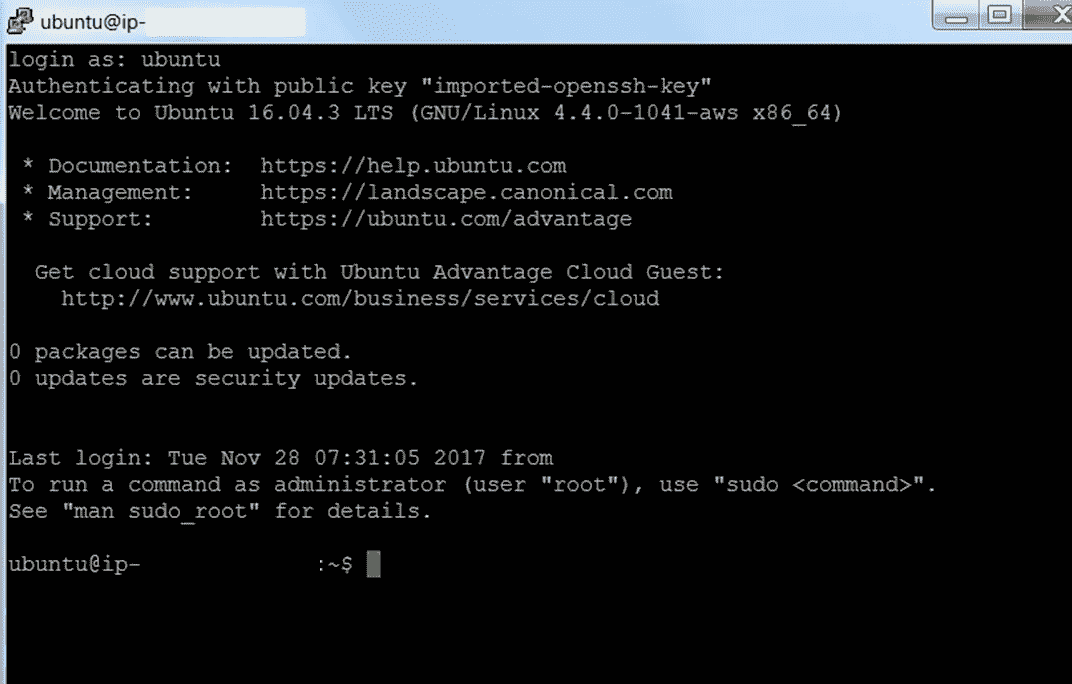 ubuntu@ip-
login as: ubuntu
Authenticating with public key "imported-openssh-key"
Welcome to Ubuntu 16.04.3 LTS (GNU/Linux 4.4.0-1041-aws x86_64)
* Documentation: https://help.ubuntu.com
* Management: https://landscape.canonical.com
* Support: https://ubuntu.com/advantage
Get cloud support with Ubuntu Advantage Cloud Guest:
http://www.ubuntu.com/business/services/cloud
0 packages can be updated.
0 updates are security updates.
Last login: Tue Nov 28 07:31:05 2017 from
To run a command as administrator (user "root"), use "sudo <command>".
See "man sudo_root" for details.
ubuntu@ip- :~$